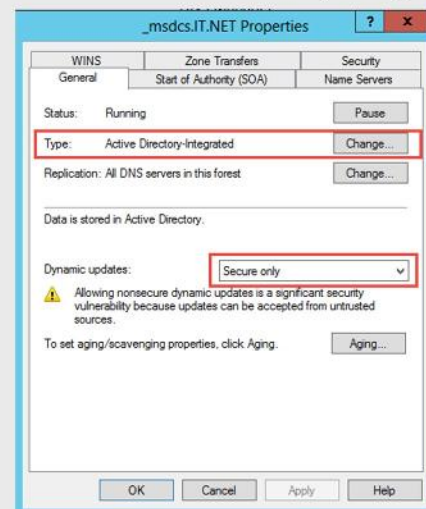 _msdcs.IT.NET Properties
? x
WINS Zone Transfers Security
General Start of Authority (SOA) Name Servers
Status: Running Pause
Type: Active Directory-Integrated Change...
Replication: All DNS servers in this forest Change...
Data is stored in Active Directory.
Dynamic updates: Secure only
Allowing nonsecure dynamic updates is a significant security
vulnerability because updates can be accepted from untrusted
sources.
To set aging/scavenging properties, click Aging. Aging...
OK Cancel Apply Help